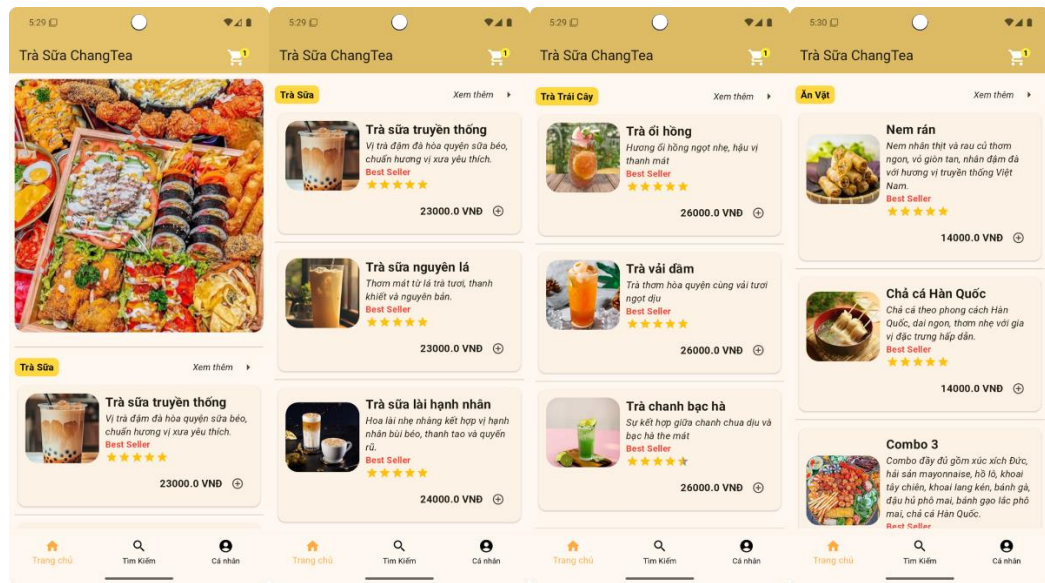 5:29
Trà Sữa ChangTea
1
Trà Sữa
Xem thêm
Trà sữa truyền thống
Vị trà đậm đà hòa quyện sữa béo,
chuẩn hương vị xưa yêu thích.
Best Seller
23000.0 VNĐ
Trang chủ
Tìm Kiếm
Cá nhân
5:29
Trà Sữa ChangTea
1
Trà Sữa
Xem thêm
Trà sữa truyền thống
Vị trà đậm đà hòa quyện sữa béo,
chuẩn hương vị xưa yêu thích.
Best Seller
23000.0 VNĐ
Trà sữa nguyên lá
Thơm mát từ lá trà tươi, thanh
khiết và nguyên bản.
Best Seller
23000.0 VNĐ
Trà sữa lài hạnh nhân
Hoa lài nhẹ nhàng kết hợp vị hạnh
nhân bùi béo, thanh tao và quyến
rũ.
Best Seller
24000.0 VNĐ
Trang chủ
Tìm Kiếm
Cá nhân
5:29
Trà Sữa ChangTea
1
Trà Trái Cây
Xem thêm
Trà ổi hồng
Hương ổi hồng ngọt nhẹ, hậu vị
thanh mát
Best Seller
26000.0 VNĐ
Trà vải dầm
Trà thơm hòa quyện cùng vải tươi
ngọt dịu
Best Seller
26000.0 VNĐ
Trà chanh bạc hà
Sự kết hợp giữa chanh chua dịu và
bạc hà the mát
Best Seller
26000.0 VNĐ
Trang chủ
Tìm Kiếm
Cá nhân
5:30
Trà Sữa ChangTea
1
Ăn Vặt
Xem thêm
Nem rán
Nem nhân thịt và rau củ thơm
ngon, vỏ giòn tan, nhân đậm đà
với hương vị truyền thống Việt
Nam.
Best Seller
14000.0 VNĐ
Chả cá Hàn Quốc
Chả cá theo phong cách Hàn
Quốc, dai ngon, thơm nhẹ với gia
vị đặc trưng hấp dẫn.
Best Seller
14000.0 VNĐ
Combo 3
Combo đầy đủ gồm xúc xích Đức,
hải sản mayonnaise, hồ lô, khoai
tây chiên, khoai lang kén, bánh gà,
đậu hủ phô mai, bánh gạo lắc phô
mai, chả cá Hàn Quốc.
Best Seller
Trang chủ
Tìm Kiếm
Cá nhân